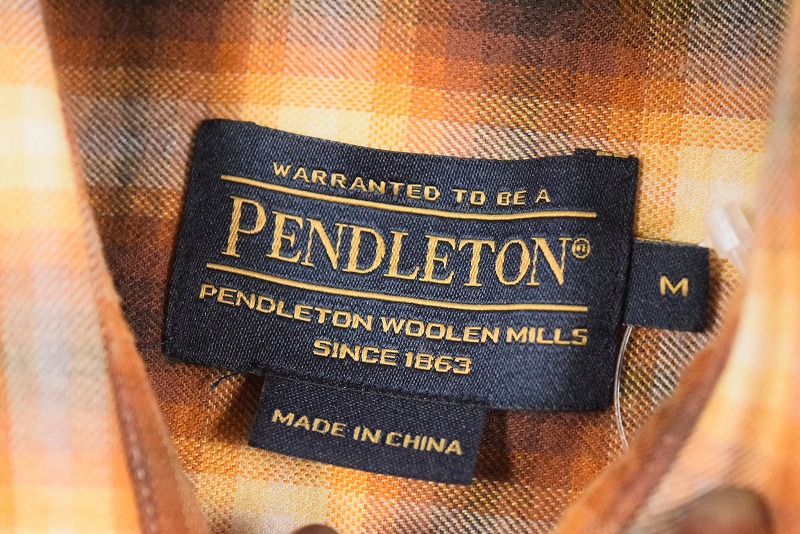 WARRANTED TO BE A
PENDLETON®
PENDLETON WOOLEN MILLS
SINCE 1863
M
MADE IN CHINA